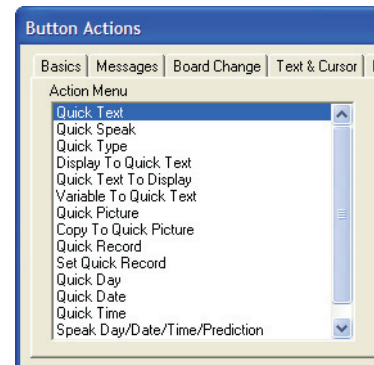 Button Actions
Basics Messages Board Change Text & Cursor
Action Menu
Quick Text
Quick Speak
Quick Type
Display To Quick Text
Quick Text To Display
Variable To Quick Text
Quick Picture
Copy To Quick Picture
Quick Record
Set Quick Record
Quick Day
Quick Date
Quick Time
Speak Day/Date/Time/Prediction